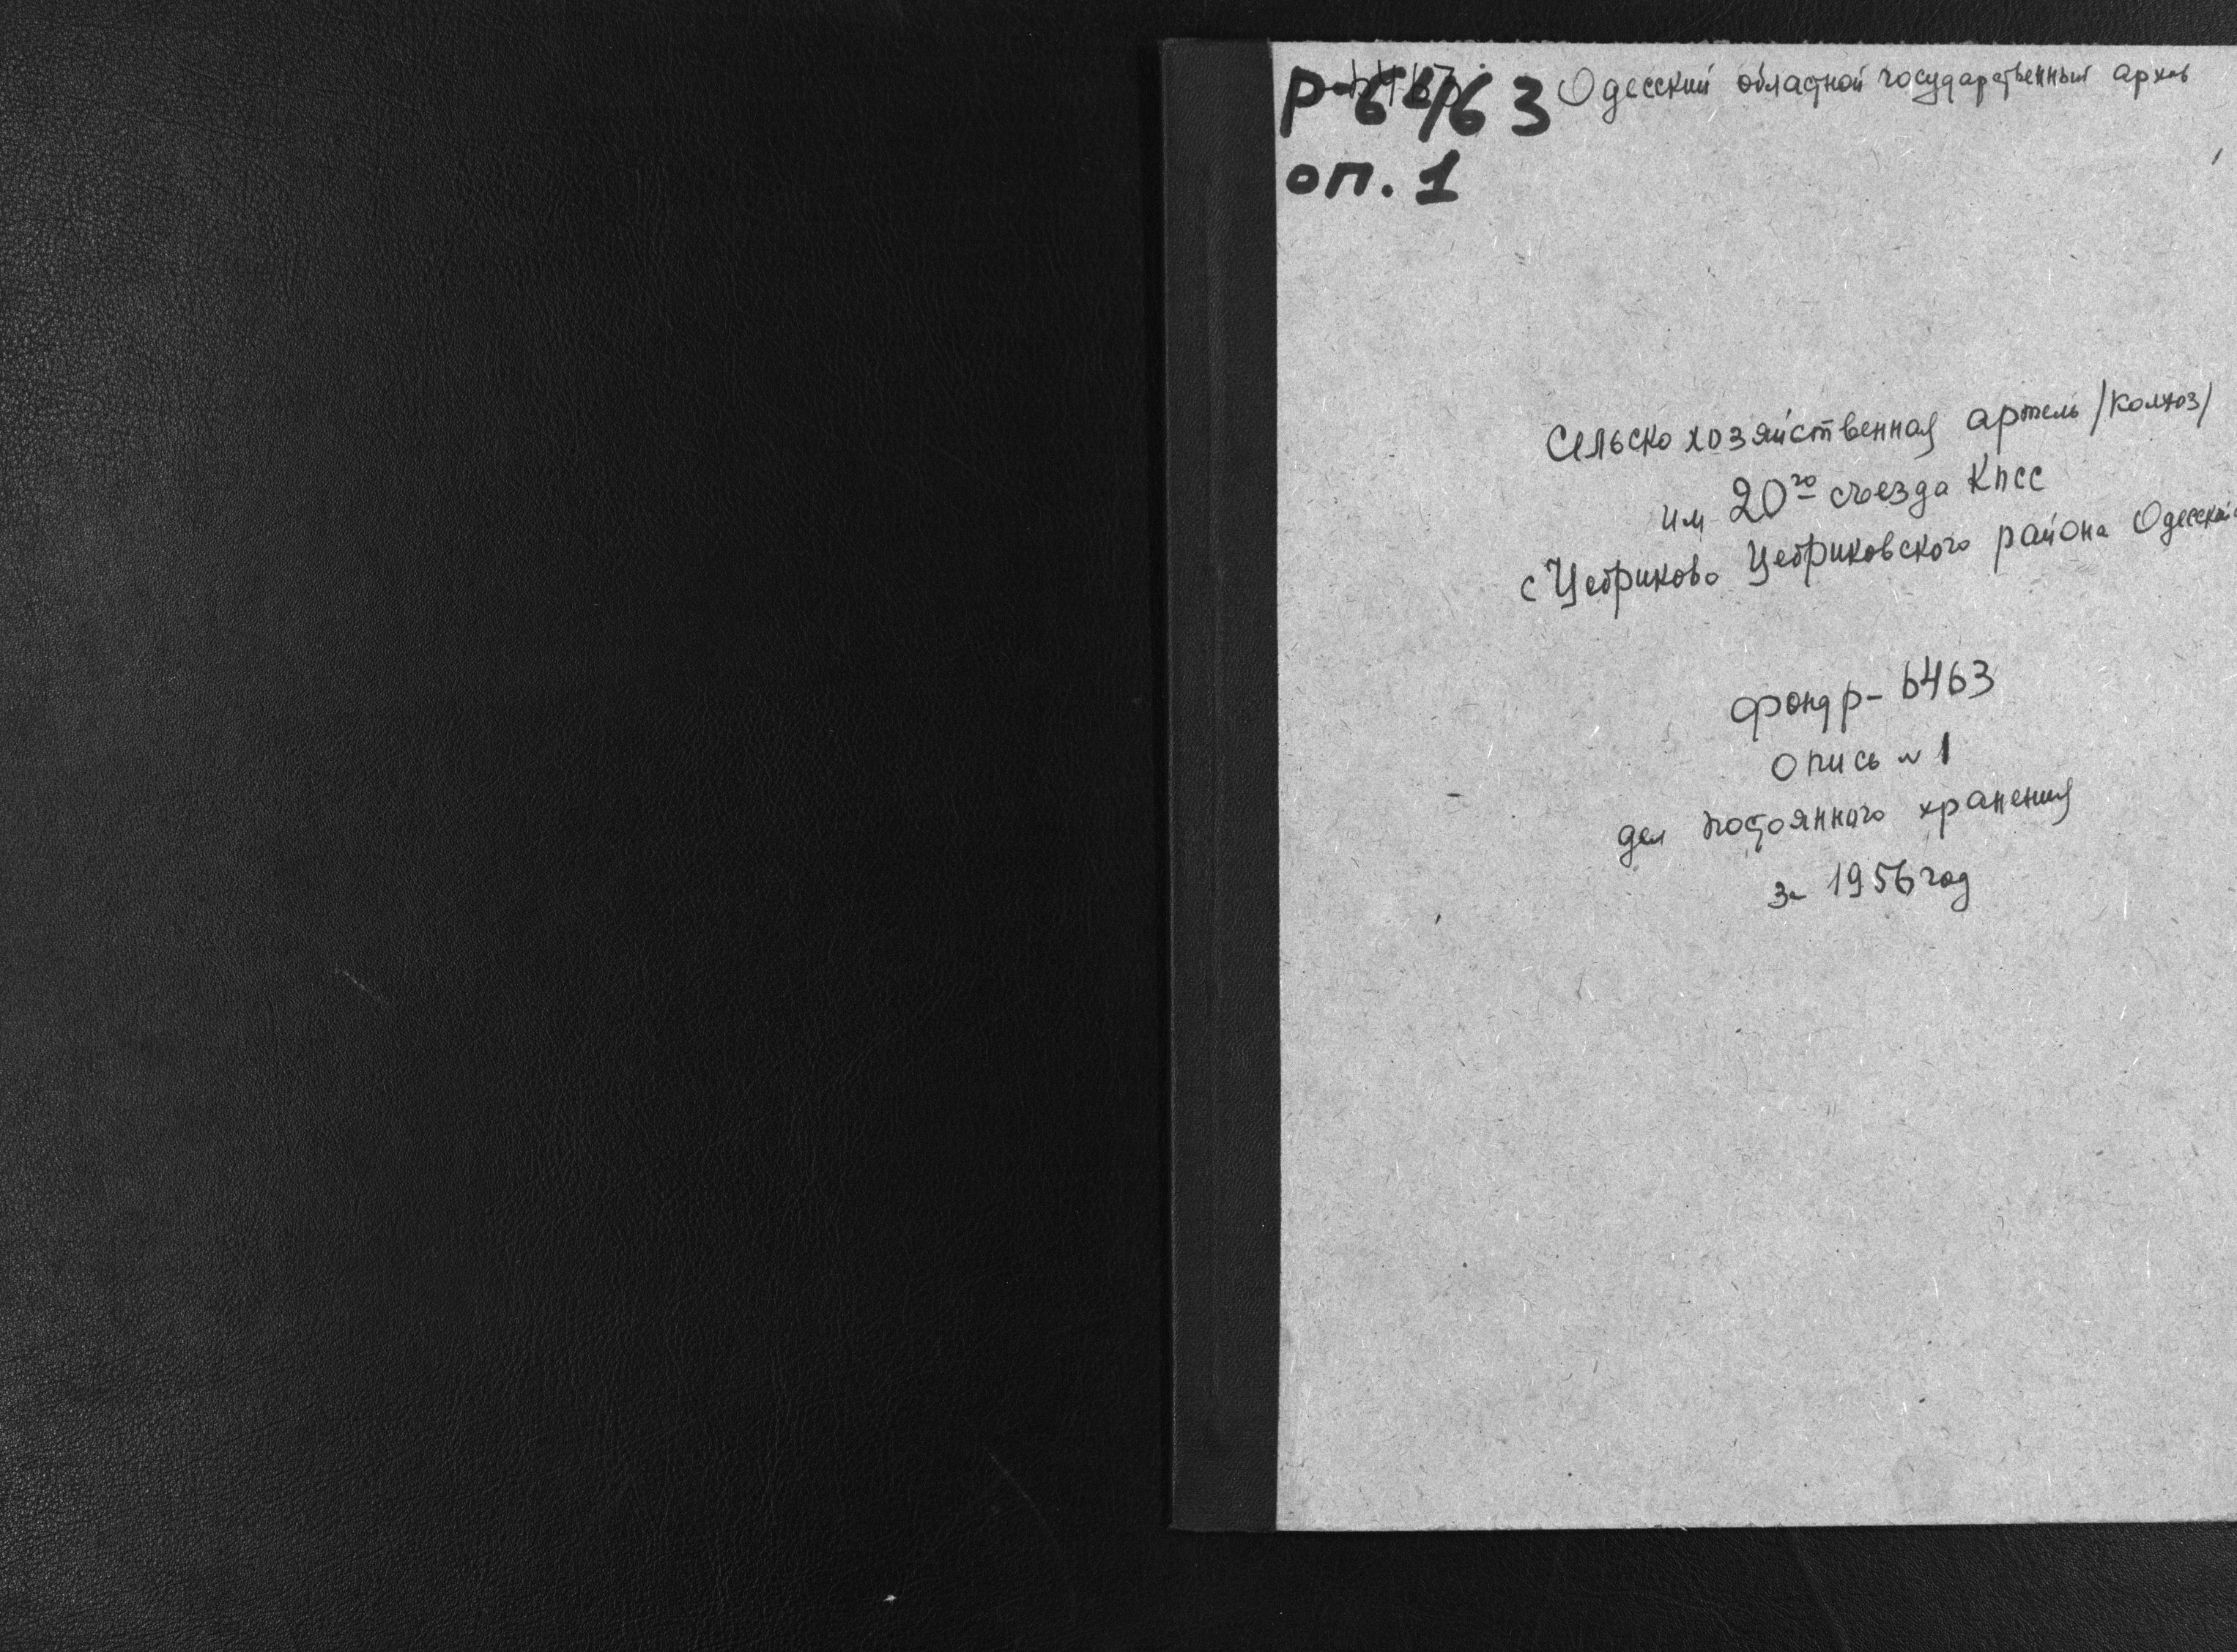 Р-6463 Одесский областной государственный архив
оп. 1
Сельскохозяйственная артель /колхоз/
им 20го съезда КПСС
с Цебриково Цебриковского района Одесской
фонд р-6463
Опись N 1
дел постоянного хранения
за 1956 год